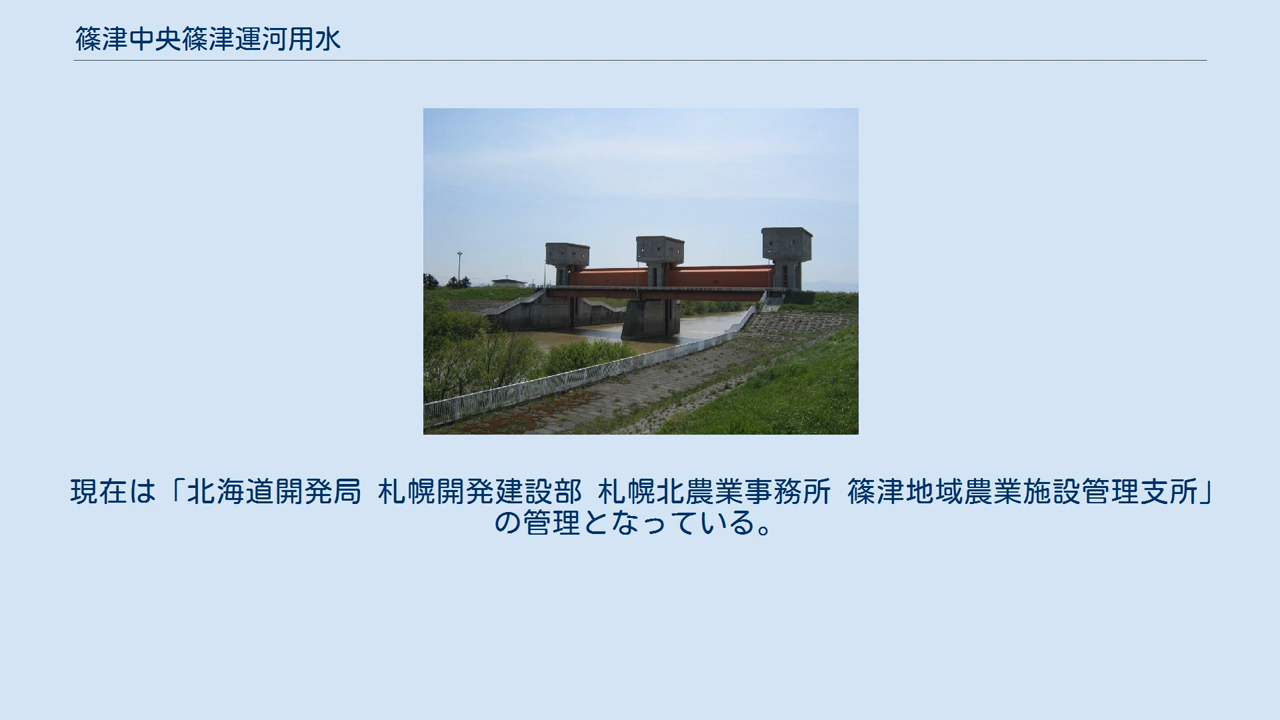 篠津中央篠津運河用水
現在は「北海道開発局 札幌開発建設部 札幌北農業事務所 篠津地域農業施設管理支所」
の管理となっている。